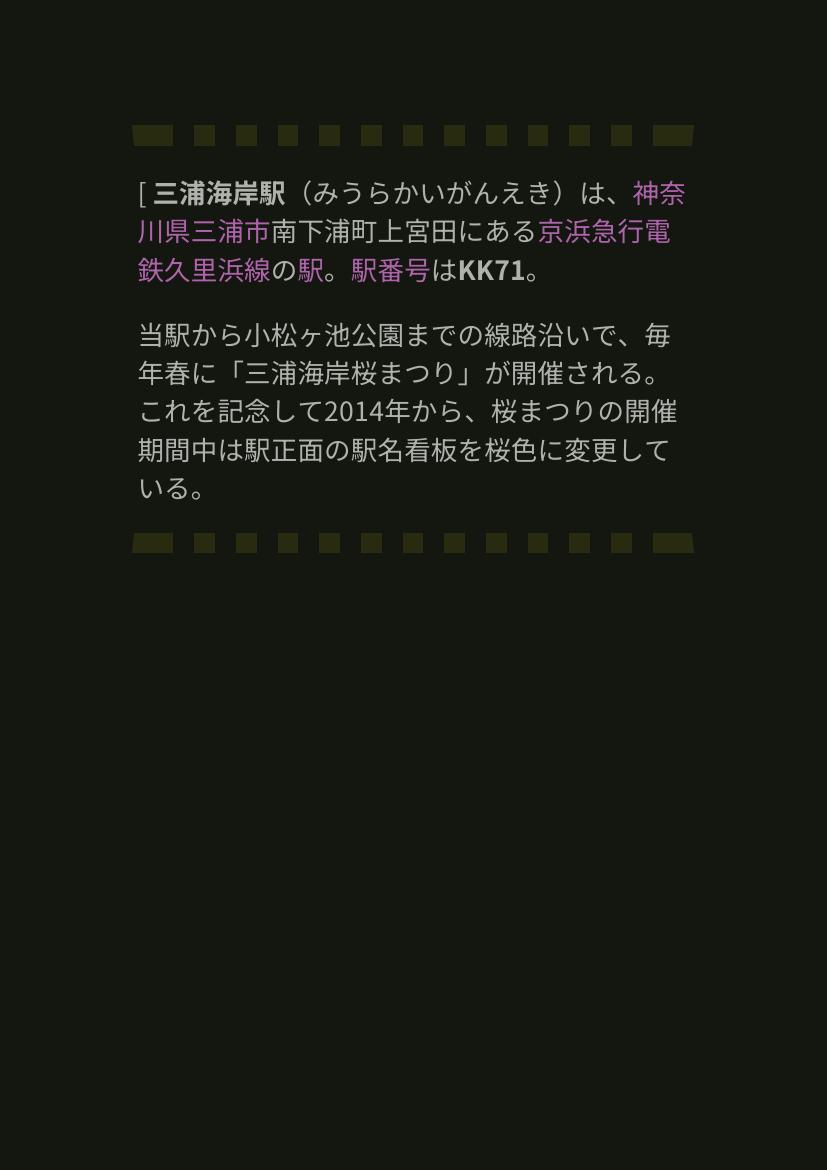 [ 三浦海岸駅（みうらかいがんえき）は、神奈
川県三浦市南下浦町上宮田にある京浜急行電
鉄久里浜線の駅。駅番号はKK71。
当駅から小松ヶ池公園までの線路沿いで、毎
年春に「三浦海岸桜まつり」が開催される。
これを記念して2014年から、桜まつりの開催
期間中は駅正面の駅名看板を桜色に変更して
いる。